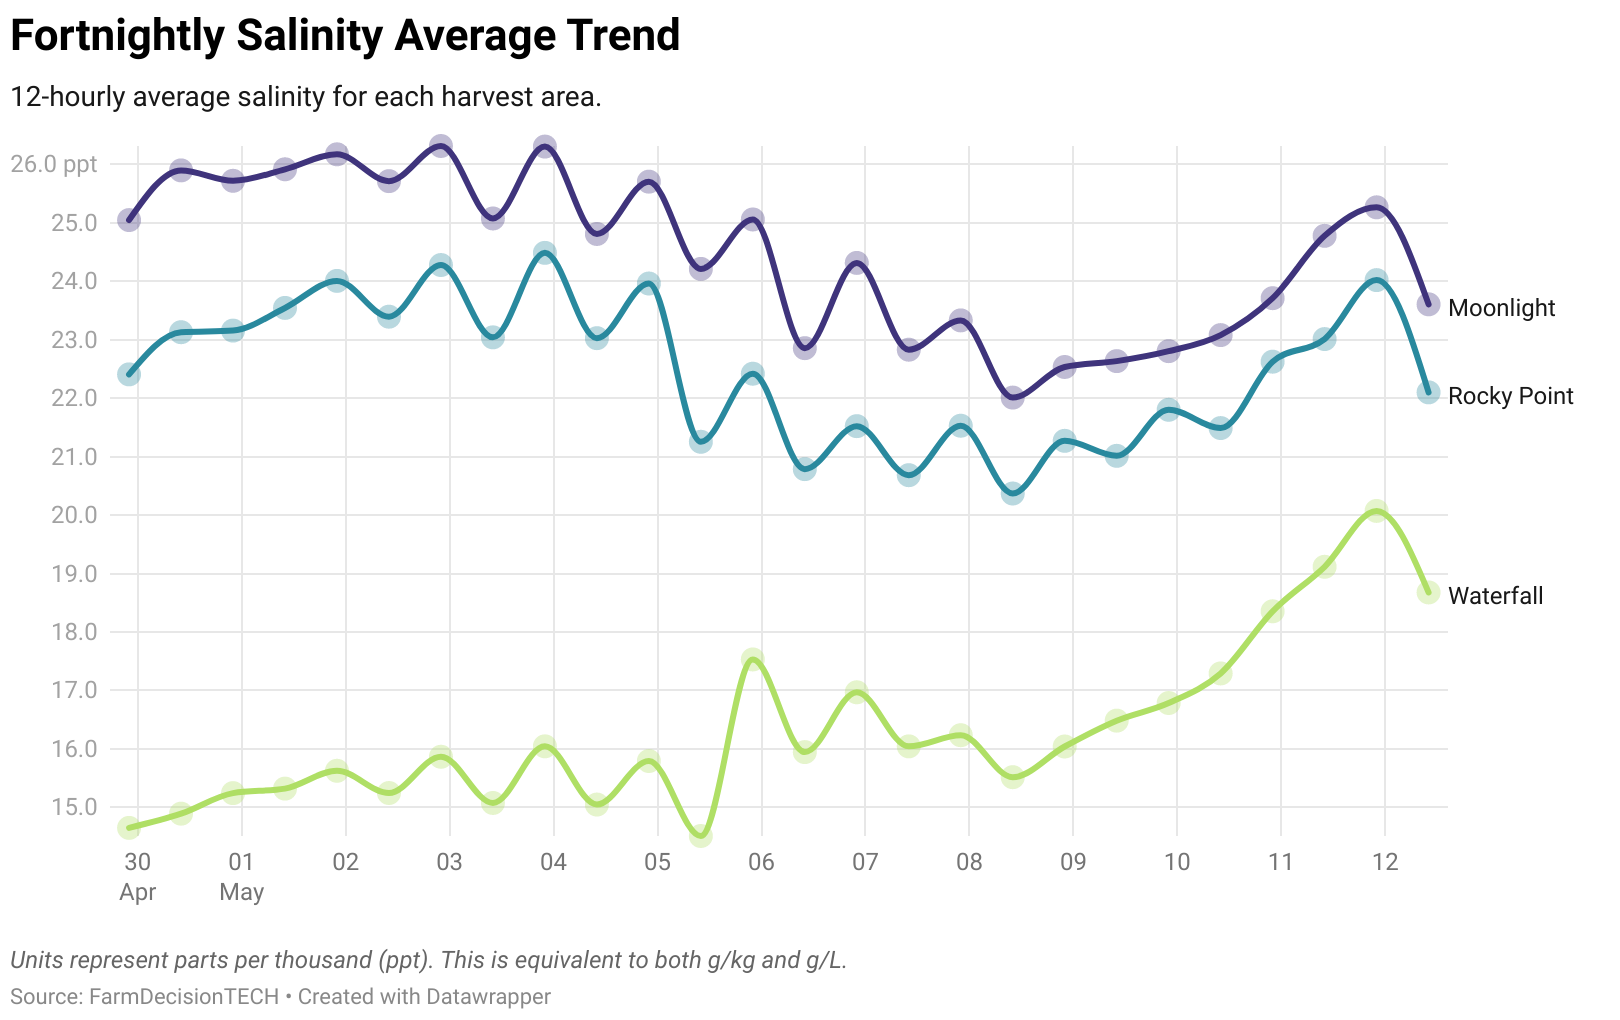 Fortnightly Salinity Average Trend
12-hourly average salinity for each harvest area.
26.0 ppt
25.0
24.0
23.0
22.0
21.0
20.0
19.0
18.0
17.0
16.0
15.0
Moonlight
Rocky Point
Waterfall
30 01 02 03 04 05 06 07 08 09 10 11 12
Apr May
Units represent parts per thousand (ppt). This is equivalent to both g/kg and g/L.
Source: FarmDecisionTECH • Created with Datawrapper